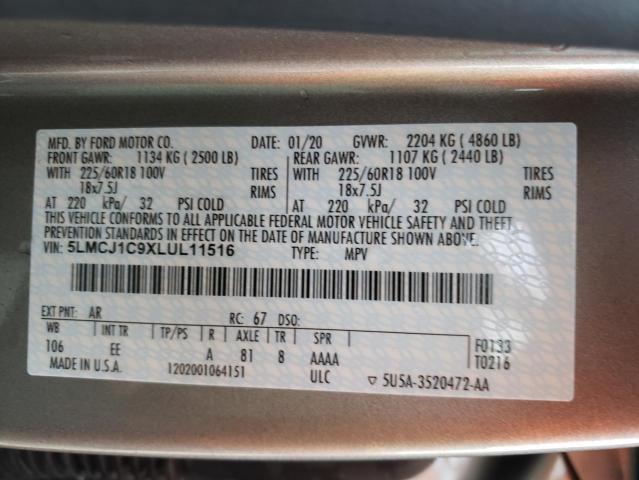 MFD. BY FORD MOTOR CO. DATE: 01/20 GVWR: 2204 KG ( 4860 LB)
FRONT GAWR: 1134 KG ( 2500 LB) REAR GAWR: 1107 KG ( 2440 LB)
WITH 225/60R18 100V TIRES WITH 225/60R18 100V TIRES
18x7.5J RIMS 18x7.5J RIMS
AT 220 kPa/ 32 PSI COLD AT 220 kPa/ 32 PSI COLD
THIS VEHICLE CONFORMS TO ALL APPLICABLE FEDERAL MOTOR VEHICLE SAFETY AND THEFT
PREVENTION STANDARDS IN EFFECT ON THE DATE OF MANUFACTURE SHOWN ABOVE.
VIN: 5LMCJ1C9XLUL11516 TYPE: MPV
EXT PNT: AR RC: 67 DSO:
WB INT TR TP/PS R AXLE TR SPR F0133
106 EE A 81 8 AAAA T0216
MADE IN U.S.A. 1202001064151 ULC ▽ 5U5A-3520472-AA